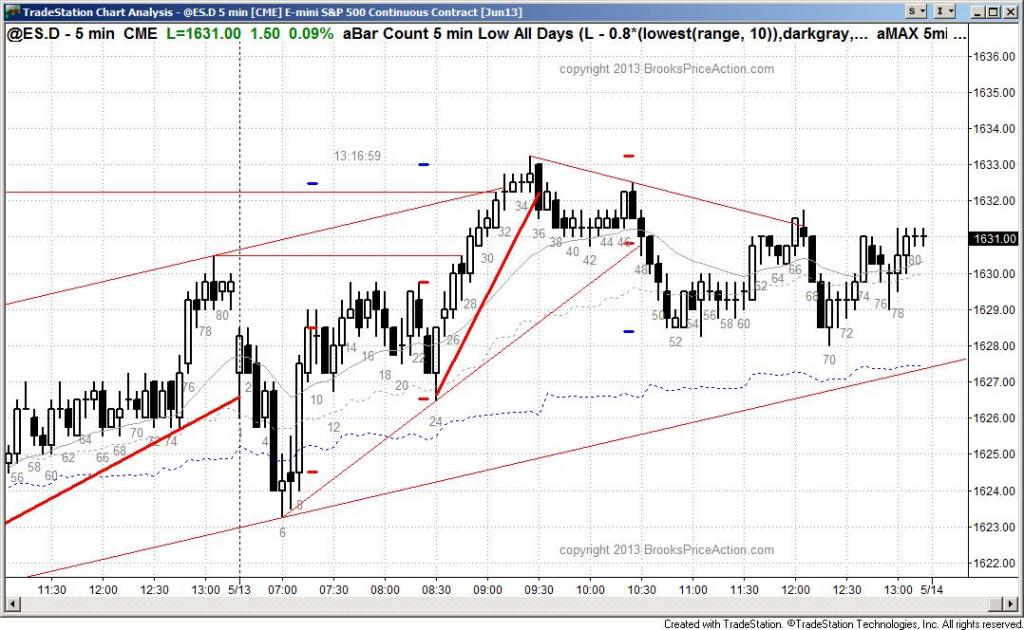 TradeStation Chart Analysis - @ES.D 5 min [CME] E-mini S&P 500 Continuous Contract [Jun13]
S I
@ES.D - 5 min CME L=1631.00 1.50 0.09% aBar Count 5 min Low All Days (L - 0.8*(lowest(range, 10)),darkgray,... aMAX 5mi ...
copyright 2013 BrooksPriceAction.com
13:16:59
1636.00
1635.00
1634.00
1633.00
1632.00
1631.00
1630.00
1629.00
1628.00
1627.00
1626.00
1625.00
1624.00
1623.00
1622.00
56 58 60 62 64 66 68 70 72 74 76 78 80
2 4 6 8 10 12 14 16 18 20 22 24 26 28 30 32 34 36 38 40 42 44 46 48 50 52 54 56 58 60 62 64 66 68 70 72 74 76 78 80
copyright 2013 BrooksPriceAction.com
11:30 12:00 12:30 13:00 5/13 07:00 07:30 08:00 08:30 09:00 09:30 10:00 10:30 11:00 11:30 12:00 12:30 13:00 5/14
Created with TradeStation. ©TradeStation Technologies, Inc. All rights reserved.